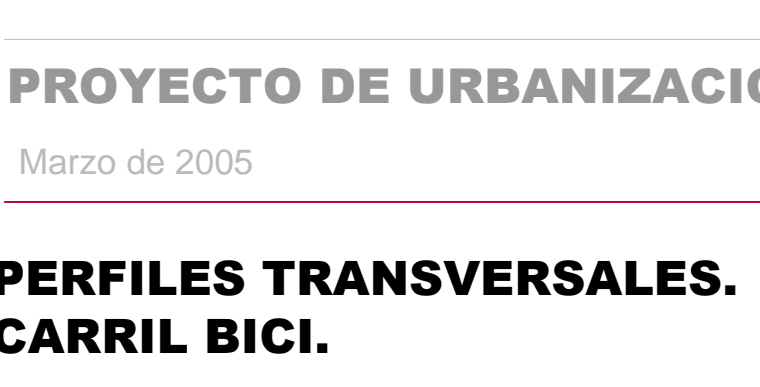 PROYECTO DE URBANIZACIO
Marzo de 2005
PERFILES TRANSVERSALES.
CARRIL BICI.